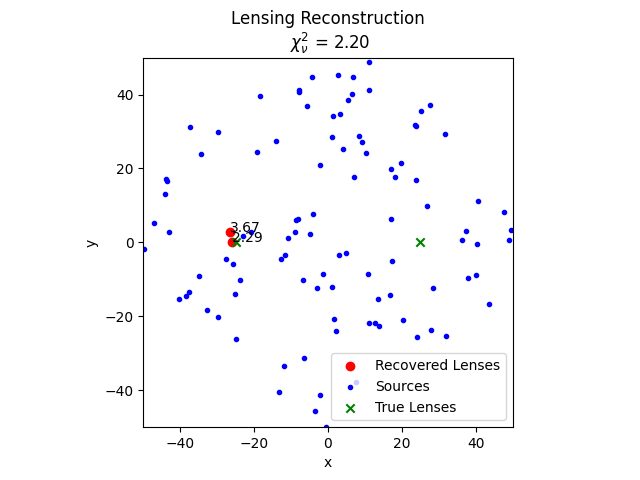 Lensing Reconstruction
χ²ᵥ = 2.20
3.67
2.29
Recovered Lenses
Sources
True Lenses
y
40
20
0
−20
−40
−40 −20 0 20 40
x